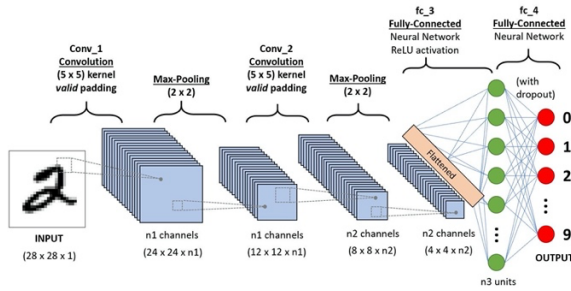 fc_3
Fully-Connected
Neural Network
ReLU activation
fc_4
Fully-Connected
Neural Network
Conv_1
Convolution
(5 x 5) kernel
valid padding
Max-Pooling
(2 x 2)
Conv_2
Convolution
(5 x 5) kernel
valid padding
Max-Pooling
(2 x 2)
(with
dropout)
Flattened
0
1
2
9
2
INPUT
(28 x 28 x 1)
n1 channels
(24 x 24 x n1)
n1 channels
(12 x 12 x n1)
n2 channels
(8 x 8 x n2)
n2 channels
(4 x 4 x n2)
n3 units
OUTPUT